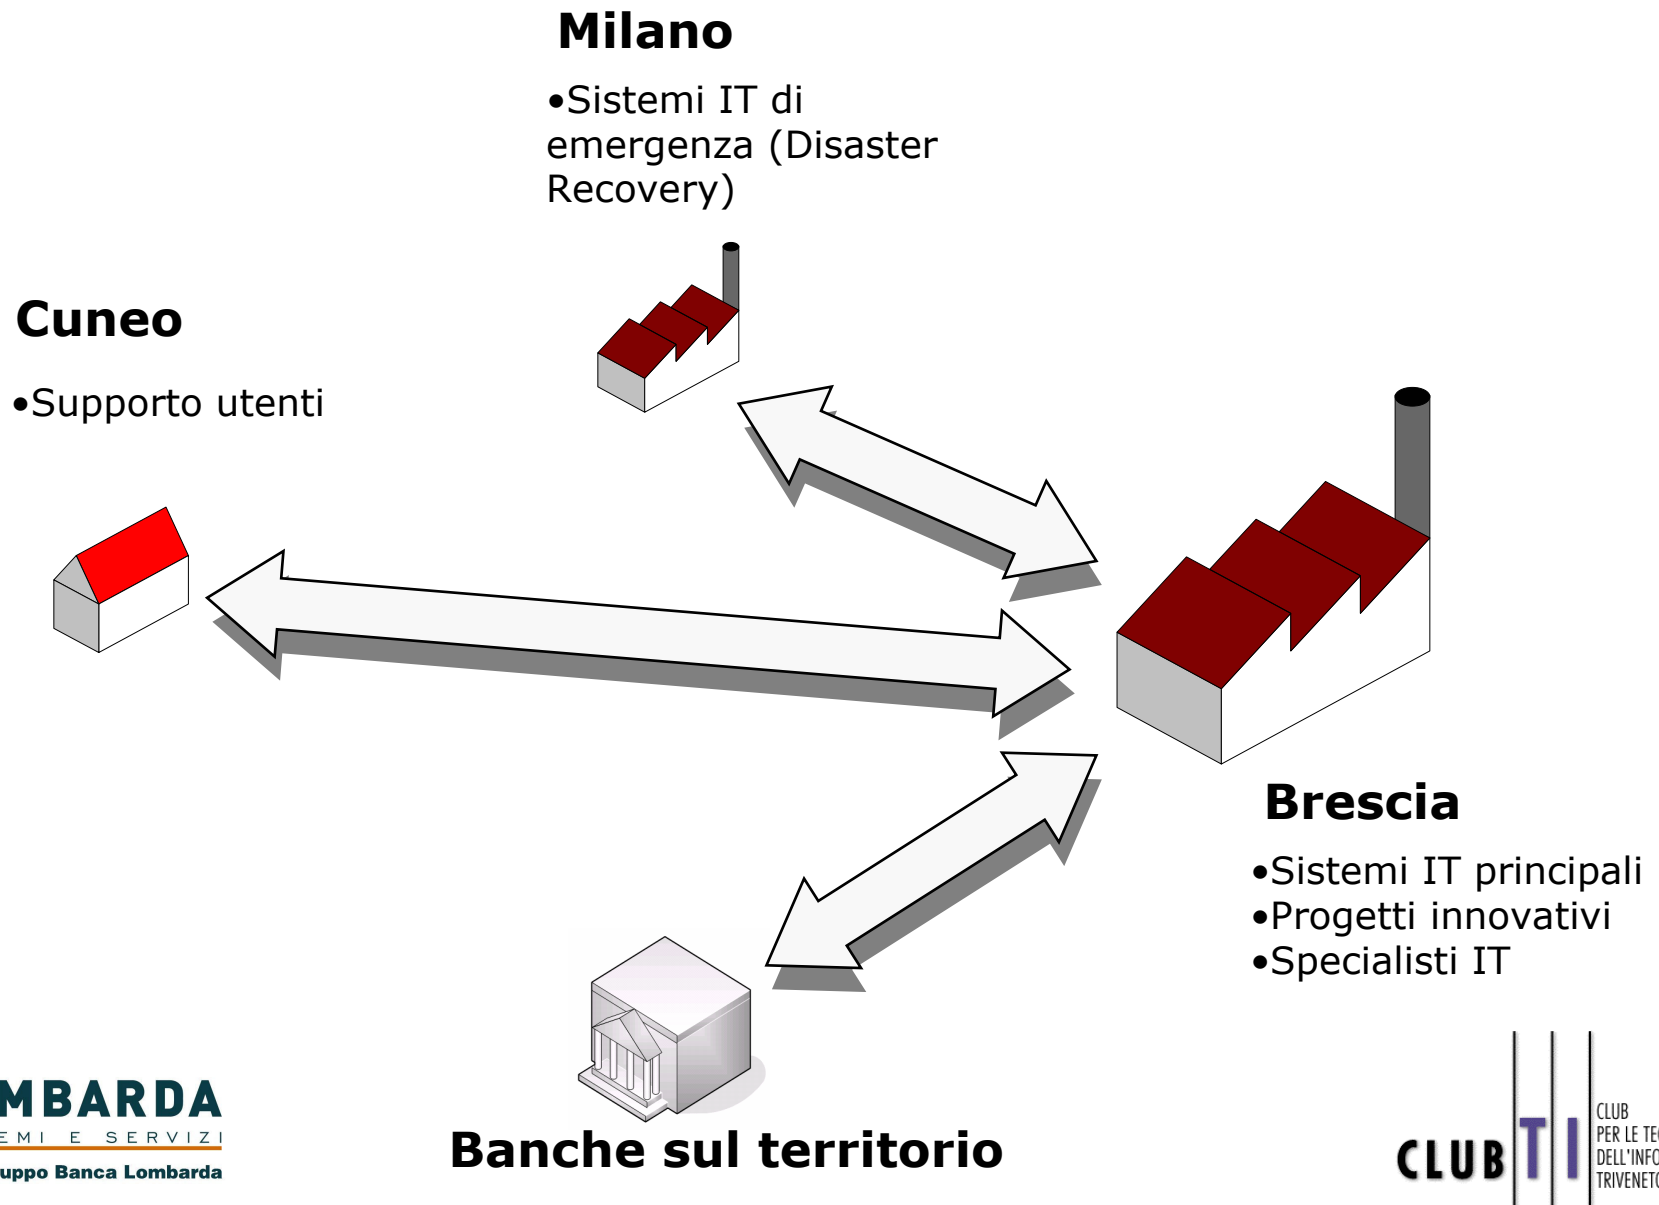 Milano
•Sistemi IT di
emergenza (Disaster
Recovery)
Cuneo
•Supporto utenti
Brescia
•Sistemi IT principali
•Progetti innovativi
•Specialisti IT
Banche sul territorio
MBARDA
EMI E SERVIZI
uppo Banca Lombarda
CLUB TI
CLUB
PER LE TE
DELL'INFO
TRIVENETO